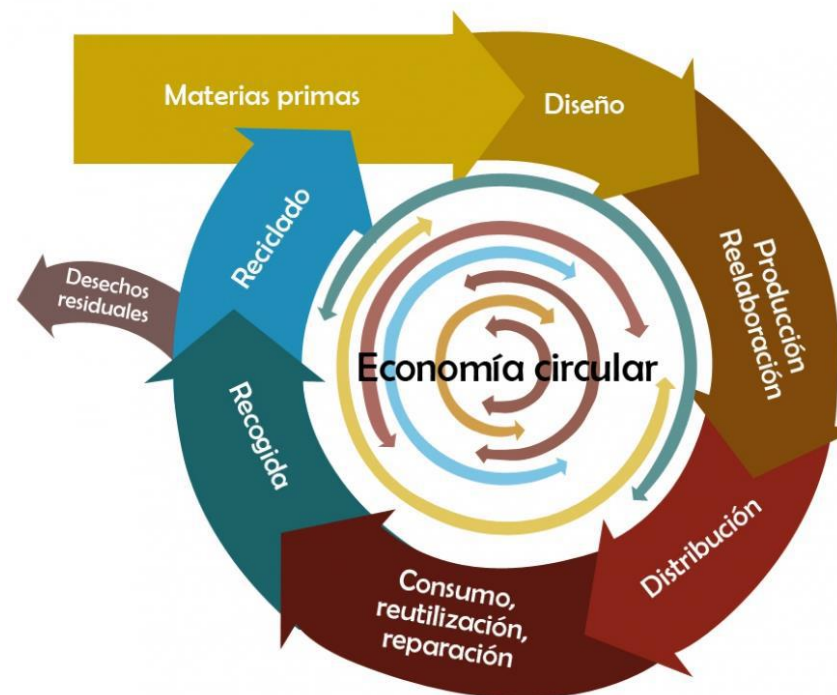 Materias primas
Diseño
Producción
Reelaboración
Distribución
Consumo,
reutilización,
reparación
Recogida
Reciclado
Desechos
residuales
Economía circular